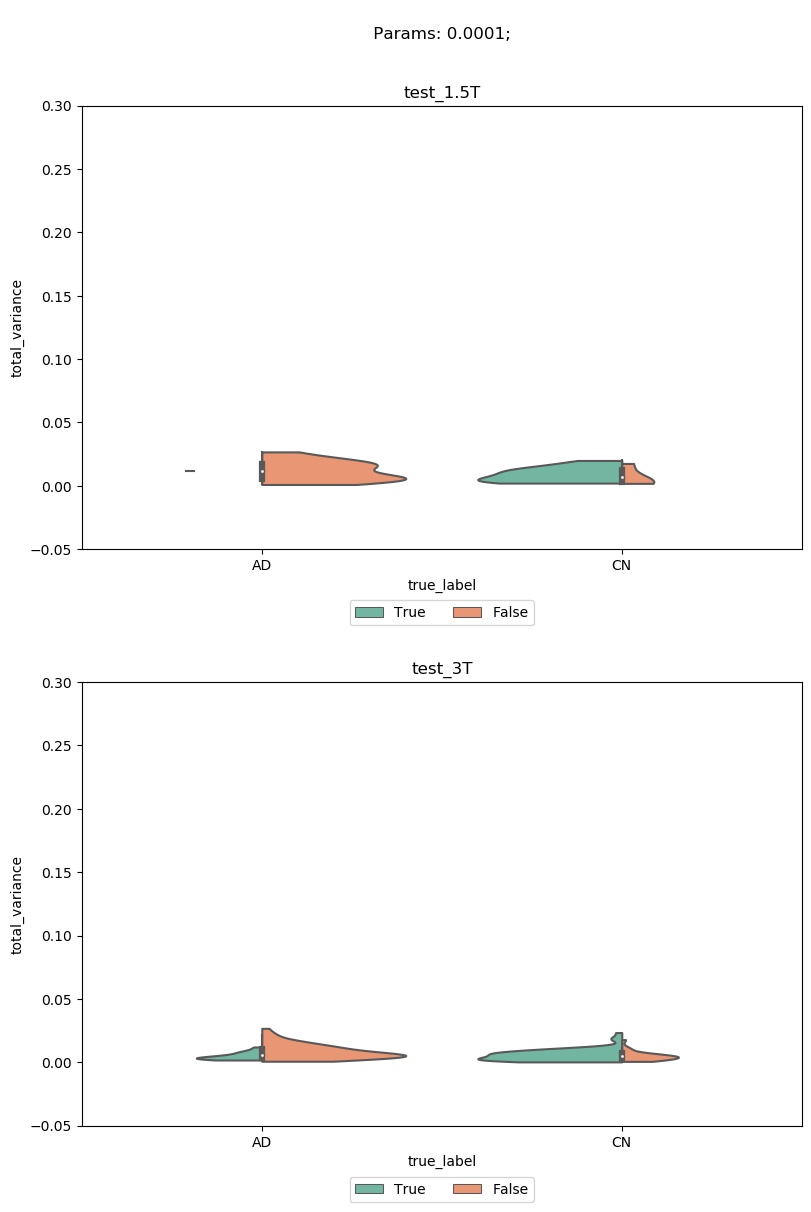 Params: 0.0001;
test_1.5T
0.30
0.25
0.20
0.15
0.10
0.05
0.00
−0.05
total_variance
AD CN
true_label
True False
test_3T
0.30
0.25
0.20
0.15
0.10
0.05
0.00
−0.05
total_variance
AD CN
true_label
True False